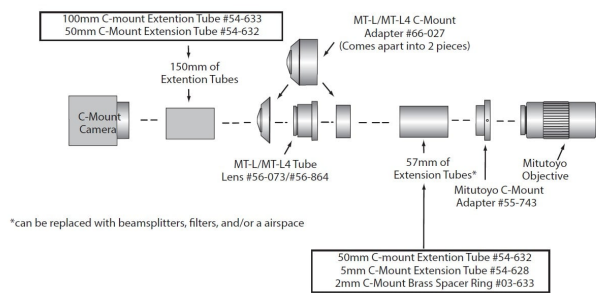 100mm C-mount Extention Tube #54-633
50mm C-Mount Extension Tube #54-632
MT-L/MT-L4 C-Mount
Adapter #66-027
(Comes apart into 2 pieces)
150mm of
Extention Tubes
C-Mount
Camera
MT-L/MT-L4 Tube
Lens #56-073/#56-864
57mm of
Extension Tubes*
Mitutoyo C-Mount
Adapter #55-743
Mitutoyo
Objective
*can be replaced with beamsplitters, filters, and/or a airspace
50mm C-mount Extention Tube #54-632
5mm C-Mount Extension Tube #54-628
2mm C-Mount Brass Spacer Ring #03-633